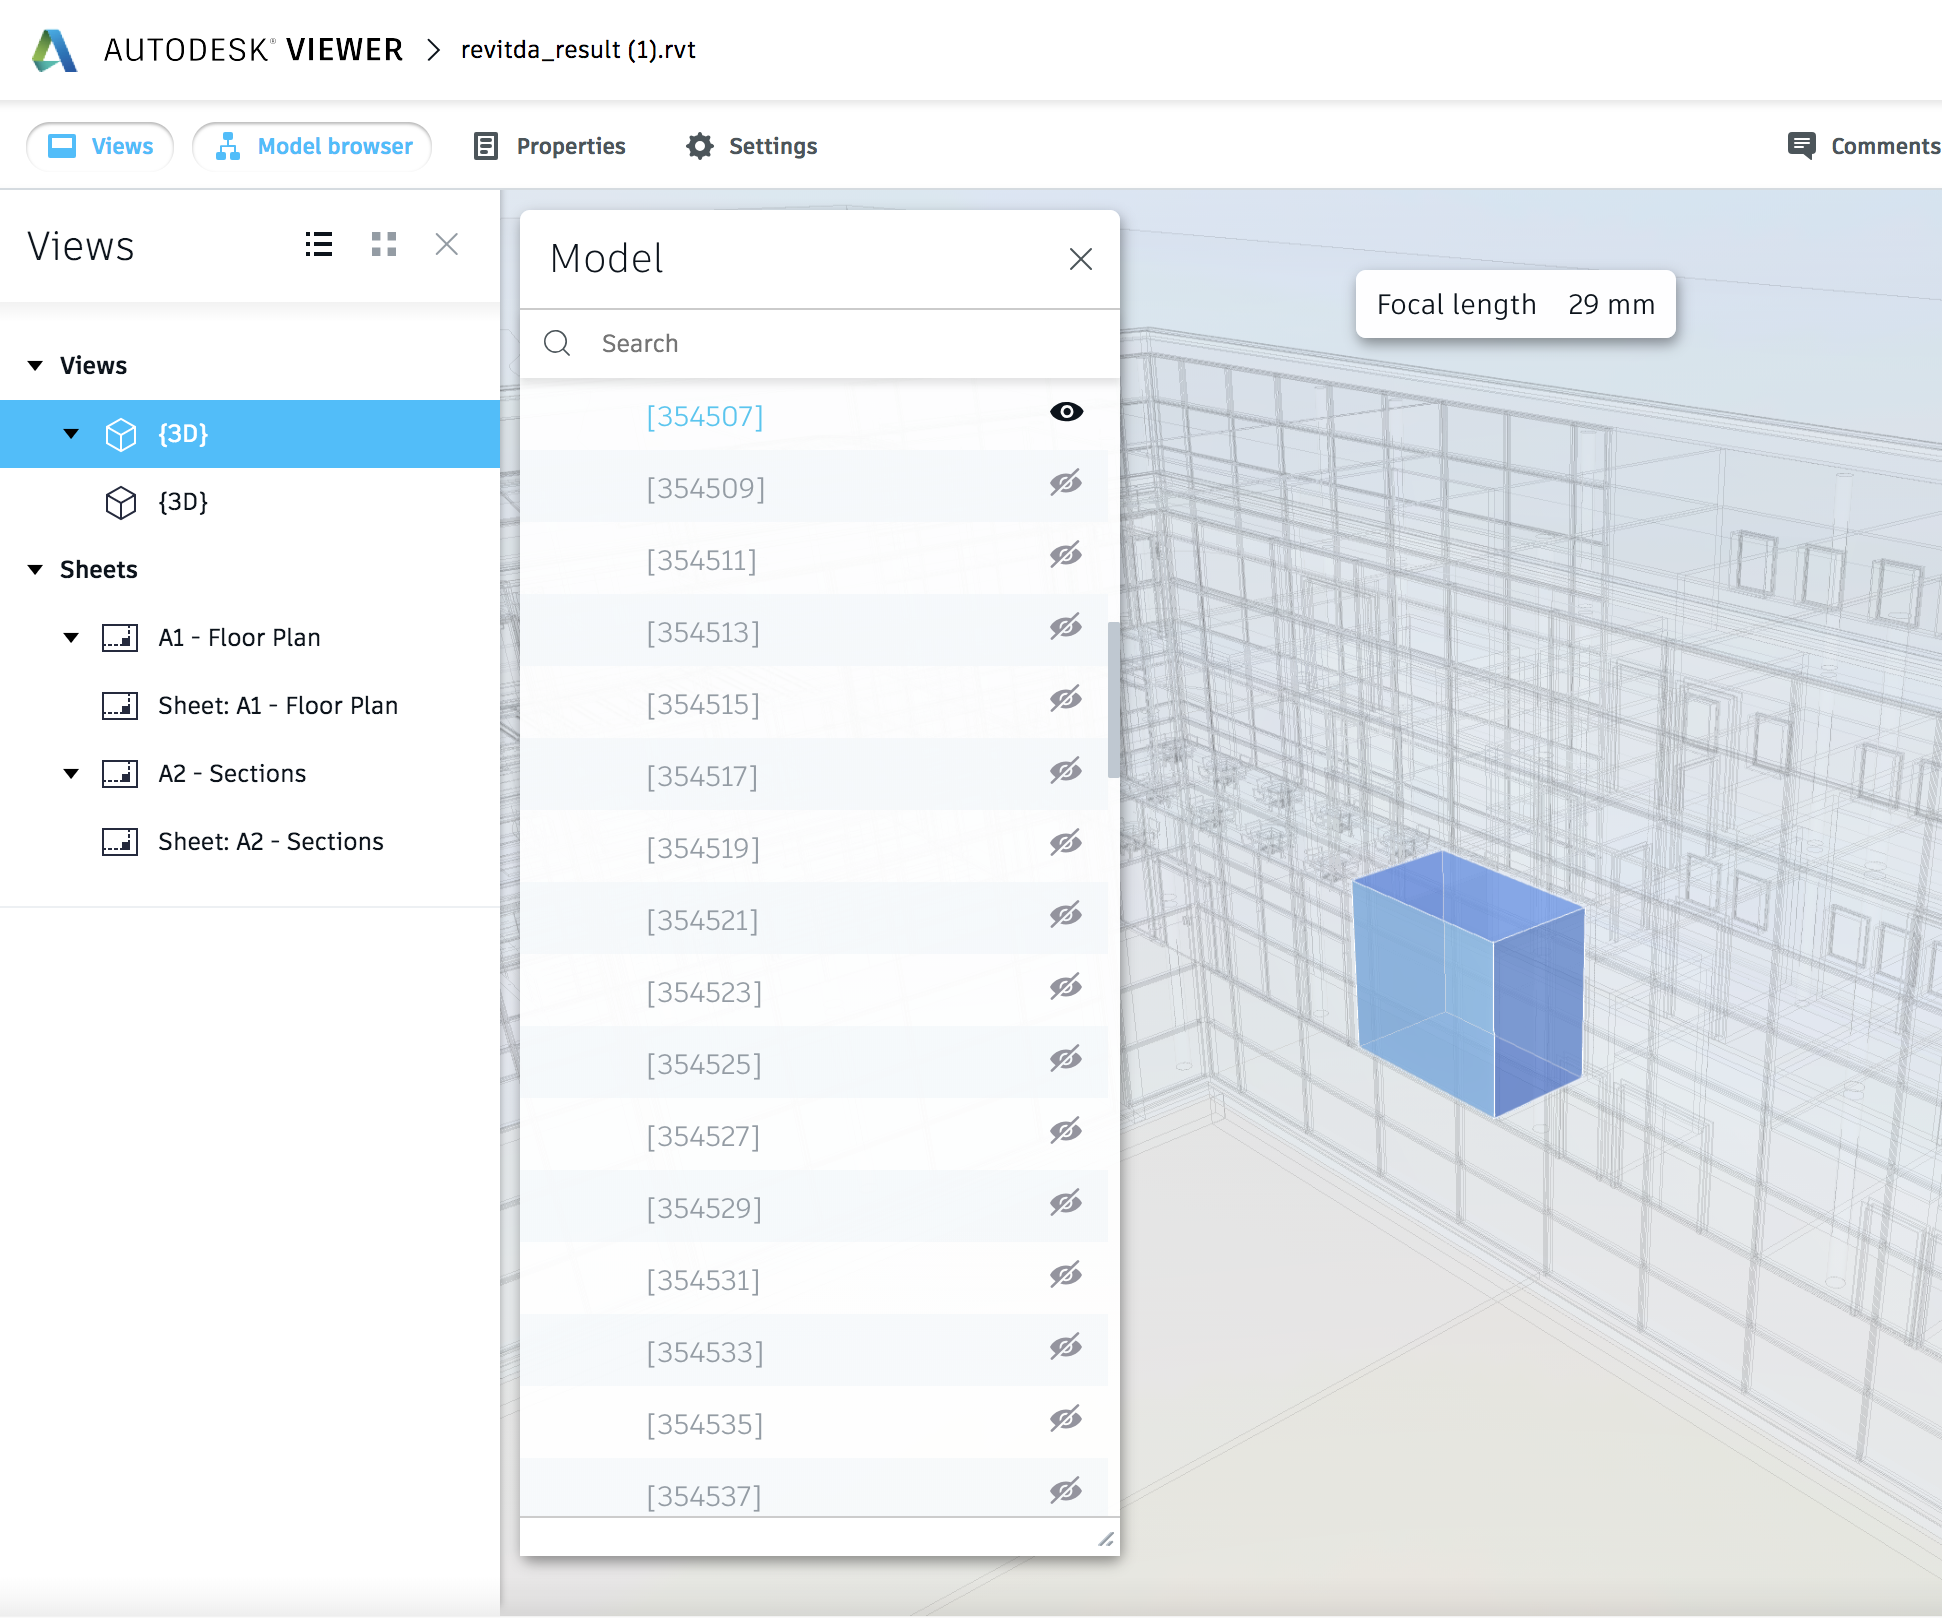 AUTODESK® VIEWER > revitda_result (1).rvt
Views Model browser Properties Settings Comments
Views
Views
{3D}
{3D}
Sheets
A1 - Floor Plan
Sheet: A1 - Floor Plan
A2 - Sections
Sheet: A2 - Sections
Model
Search
[354507]
[354509]
[354511]
[354513]
[354515]
[354517]
[354519]
[354521]
[354523]
[354525]
[354527]
[354529]
[354531]
[354533]
[354535]
[354537]
Focal length 29 mm